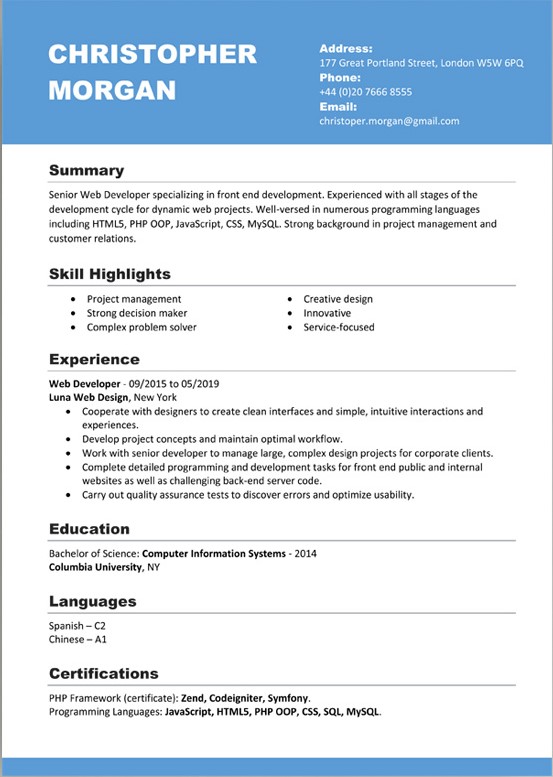 CHRISTOPHER
MORGAN
Address:
177 Great Portland Street, London W5W 6PQ
Phone:
+44 (0)20 7666 8555
Email:
christoper.morgan@gmail.com
Summary
Senior Web Developer specializing in front end development. Experienced with all stages of the
development cycle for dynamic web projects. Well-versed in numerous programming languages
including HTML5, PHP OOP, JavaScript, CSS, MySQL. Strong background in project management and
customer relations.
Skill Highlights
• Project management
• Strong decision maker
• Complex problem solver
• Creative design
• Innovative
• Service-focused
Experience
Web Developer - 09/2015 to 05/2019
Luna Web Design, New York
• Cooperate with designers to create clean interfaces and simple, intuitive interactions and
experiences.
• Develop project concepts and maintain optimal workflow.
• Work with senior developer to manage large, complex design projects for corporate clients.
• Complete detailed programming and development tasks for front end public and internal
websites as well as challenging back-end server code.
• Carry out quality assurance tests to discover errors and optimize usability.
Education
Bachelor of Science: Computer Information Systems - 2014
Columbia University, NY
Languages
Spanish – C2
Chinese – A1
Certifications
PHP Framework (certificate): Zend, Codeigniter, Symfony.
Programming Languages: JavaScript, HTML5, PHP OOP, CSS, SQL, MySQL.